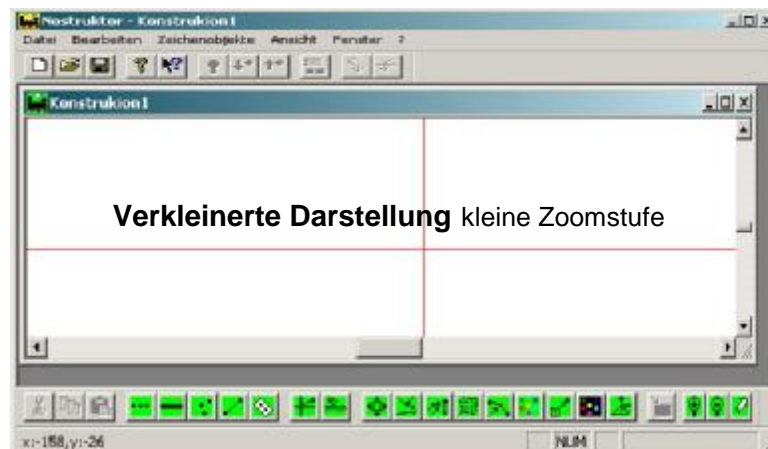 Nostruktor - Konstrukion1
Datei Bearbeiten Zeichenobjekte Ansicht Fenster ?
Konstrukion1
Verkleinerte Darstellung kleine Zoomstufe
x:-158,y:-26 NUM